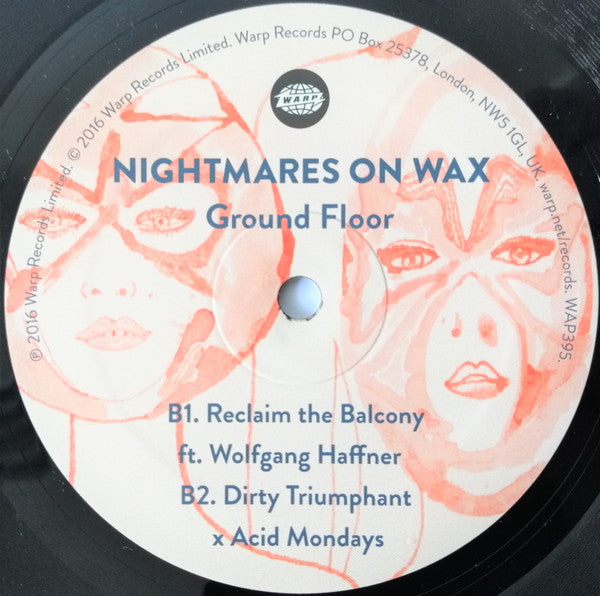 ℗ 2016 Warp Records Limited. © 2016 Warp Records Limited. Warp Records PO Box 25378, London, NW5 1GL, UK. warp.net/records. WAP395.
WARP
NIGHTMARES ON WAX
Ground Floor
B1. Reclaim the Balcony
ft. Wolfgang Haffner
B2. Dirty Triumphant
x Acid Mondays